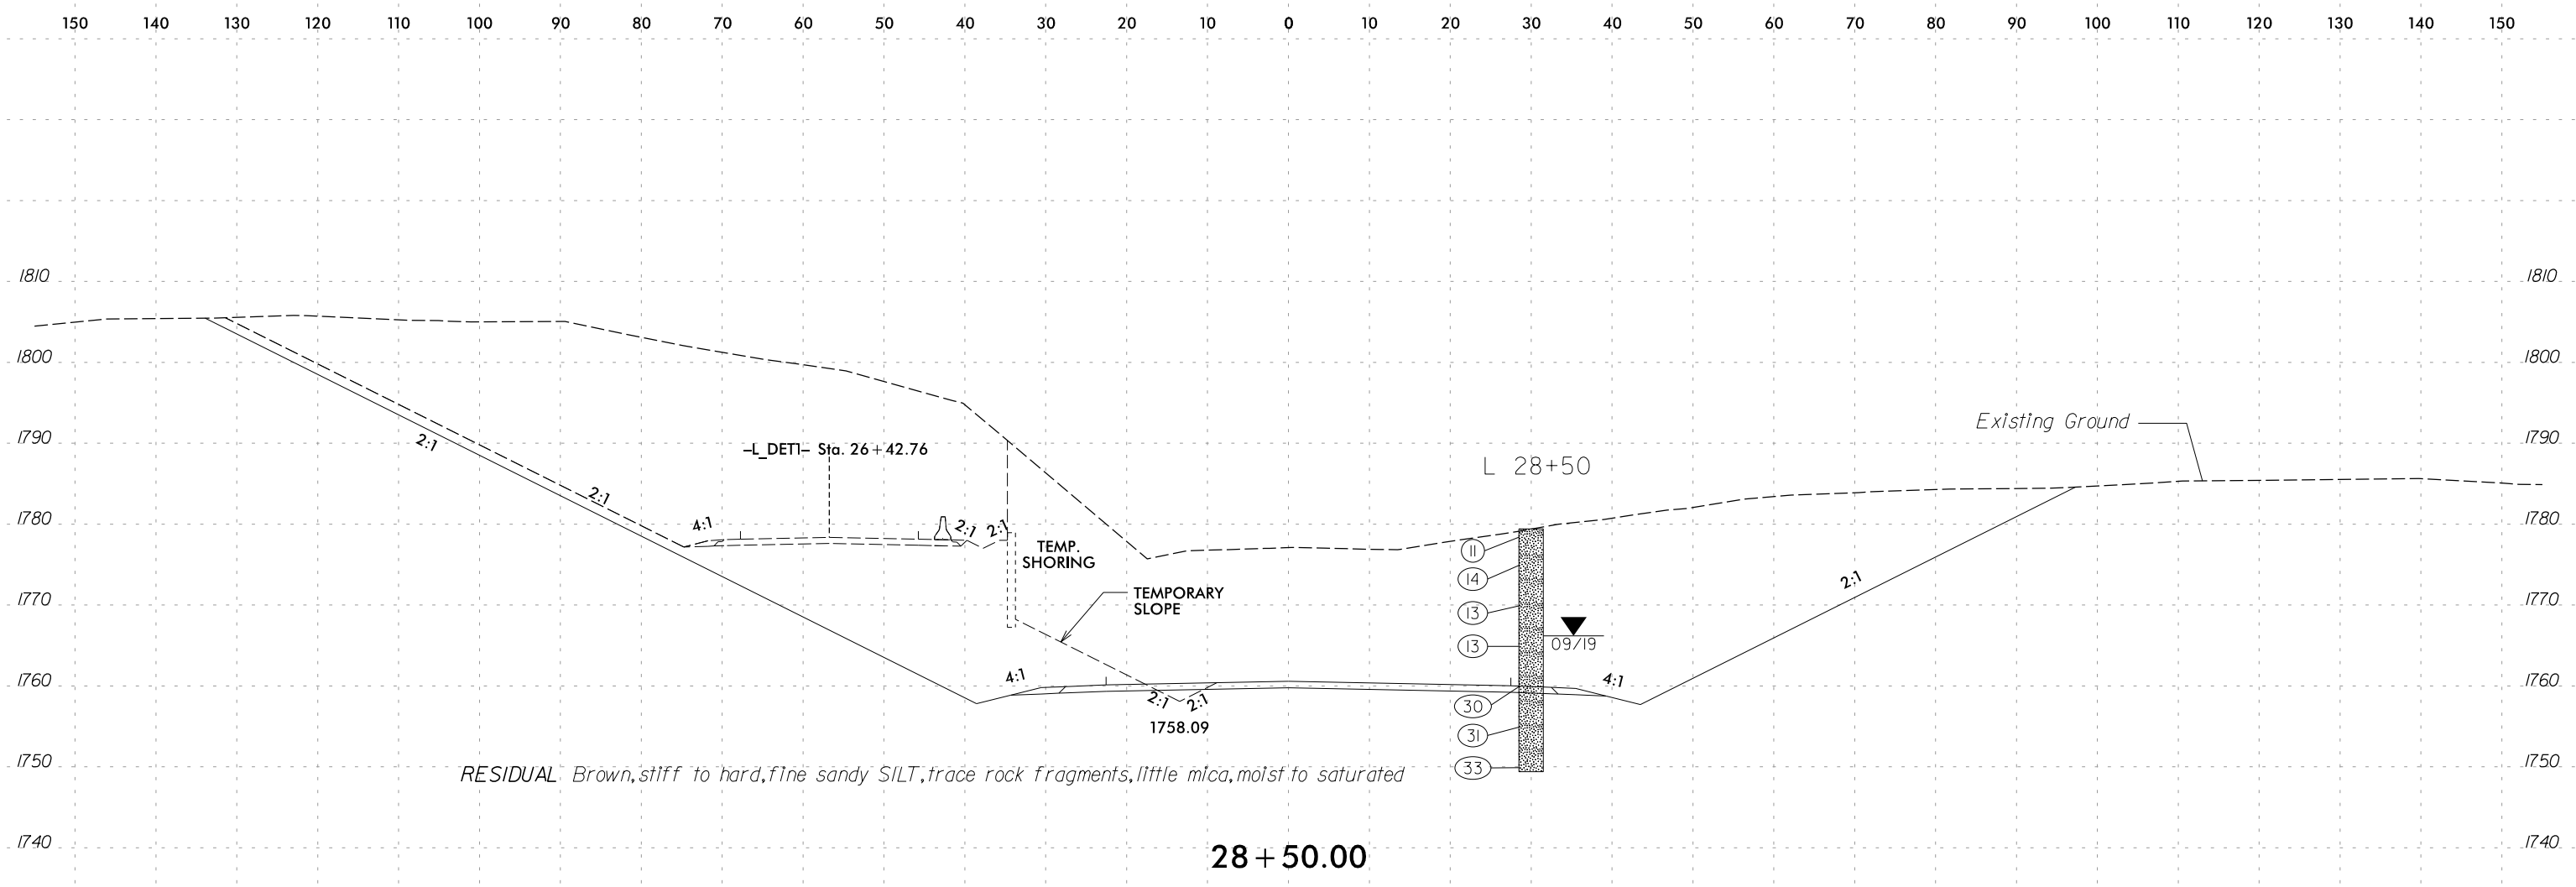 150 140 130 120 110 100 90 80 70 60 50 40 30 20 10 0 10 20 30 40 50 60 70 80 90 100 110 120 130 140 150
1810 1810
1800 1800
Existing Ground
1790 1790
-L_DET1- Sta. 26+42.76
2:1
L 28+50
2:1
1780 4:1 2:1 2:1 1780
TEMP.
SHORING
11
14
2:1
1770 1770
TEMPORARY
SLOPE
13
13
09/19
4:1 4:1
1760 1760
2:1 2:1
30
1758.09
31
1750 1750
RESIDUAL Brown, stiff to hard, fine sandy SILT, trace rock fragments, little mica, moist to saturated
33
1740 1740
28+50.00